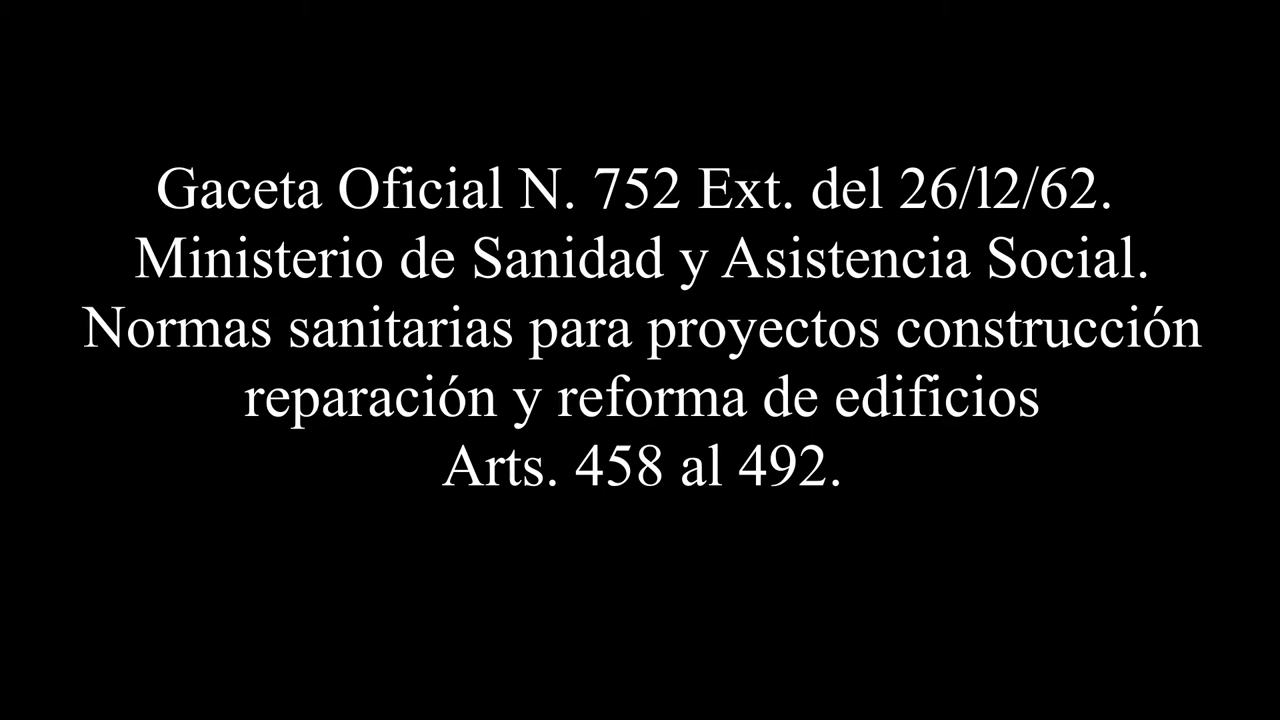 Gaceta Oficial N. 752 Ext. del 26/l2/62.
Ministerio de Sanidad y Asistencia Social.
Normas sanitarias para proyectos construcción
reparación y reforma de edificios
Arts. 458 al 492.